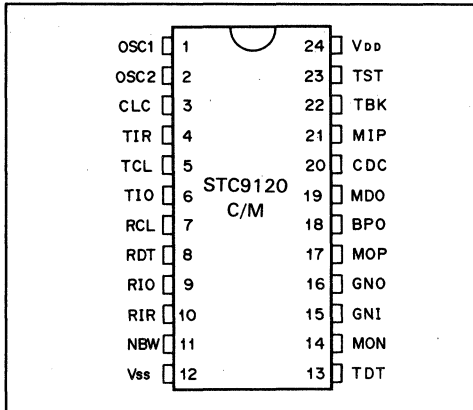 OSC1 1 24 VDD
OSC2 2 23 TST
CLC 3 22 TBK
TIR 4 21 MIP
TCL 5 20 CDC
TIO 6 STC9120 19 MDO
RCL 7 C/M 18 BPO
RDT 8 17 MOP
RIO 9 16 GNO
RIR 10 15 GNI
NBW 11 14 MON
Vss 12 13 TDT